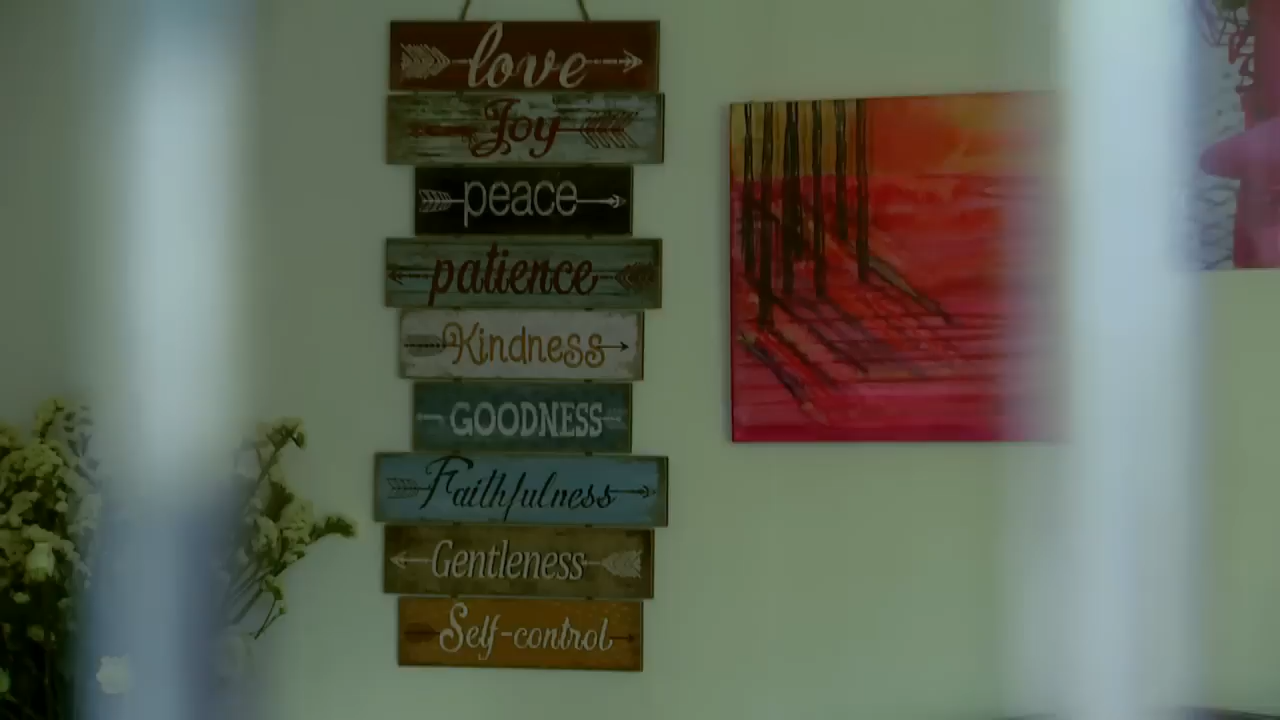 love
Joy
peace
patience
Kindness
GOODNESS
Faithfulness
Gentleness
Self-control